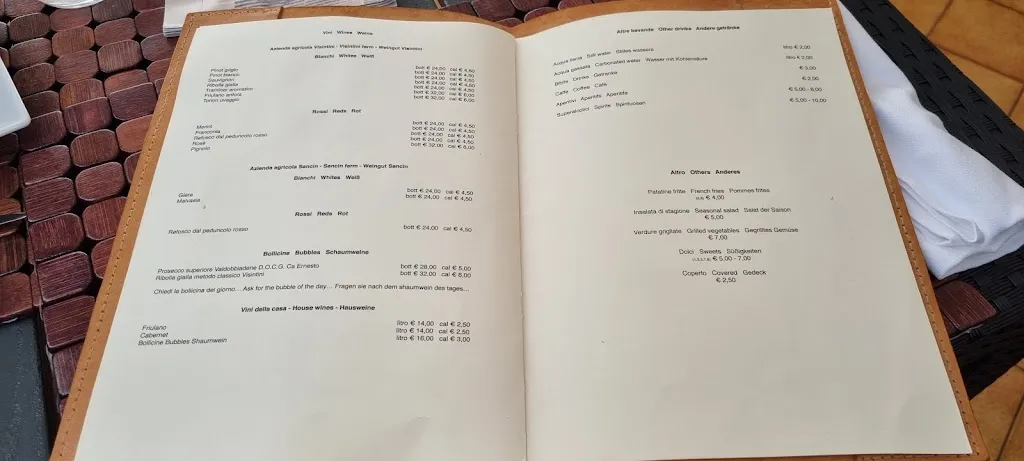 Vini Wines Weine
Azienda agricola Visintini - Visintini farm - Weingut Visintini
Bianchi Whites Weiß
Pinot grigio bott € 24,00 cal € 4,50
Pinot bianco bott € 24,00 cal € 4,50
Sauvignon bott € 24,00 cal € 4,50
Ribolla gialla bott € 24,00 cal € 4,50
Traminer aromatico bott € 24,00 cal € 4,50
Friulano anfora bott € 32,00 cal € 6,00
Torion uvaggio bott € 32,00 cal € 6,00
Rossi Reds Rot
Merlot bott € 24,00 cal € 4,50
Franconia bott € 24,00 cal € 4,50
Refosco dal peduncolo rosso bott € 24,00 cal € 4,50
Rosè bott € 24,00 cal € 4,50
Pignolo bott € 32,00 cal € 6,00
Azienda agricola Sancin - Sancin farm - Weingut Sancin
Bianchi Whites Weiß
Glera bott € 24,00 cal € 4,50
Malvasia bott € 24,00 cal € 4,50
Rossi Reds Rot
Refosco dal peduncolo rosso bott € 24,00 cal € 4,50
Bollicine Bubbles Schaumweine
Prosecco superiore Valdobbiadene D.O.C.G. Ca Ernesto bott € 28,00 cal € 5,00
Ribolla gialla metodo classico Visintini bott € 32,00 cal € 6,00
Chiedi la bollicina del giorno... Ask for the bubble of the day... Fragen sie nach dem shaumwein des tages...
Vini della casa - House wines - Hausweine
Friulano litro € 14,00 cal € 2,50
Cabernet litro € 14,00 cal € 2,50
Bollicine Bubbles Shaumwein litro € 16,00 cal € 3,00
Altre bevande Other drinks Andere getränke
Acqua ferma Still water Stilles wassera litro € 2,00
Acqua gassata Carbonated water Wasser mit Kohlensäure litro € 2,00
Bibite Drinks Getränke € 3,00
Caffè Coffee Café € 2,00
Aperitivi Aperitifs Aperitife € 5,00 - 8,00
Superalcolici Spirits Spirituosen € 5,00 - 10,00
Altro Others Anderes
Patatine fritte French fries Pommes frites
€ 4,00
Insalata di stagione Seasonal salad Salat der Saison
€ 5,00
Verdure grigliate Grilled vegetables Gegrilltes Gemüse
€ 7,00
Dolci Sweets Süßigkeiten
€ 5,00 - 7,00
Coperto Covered Gedeck
€ 2,50